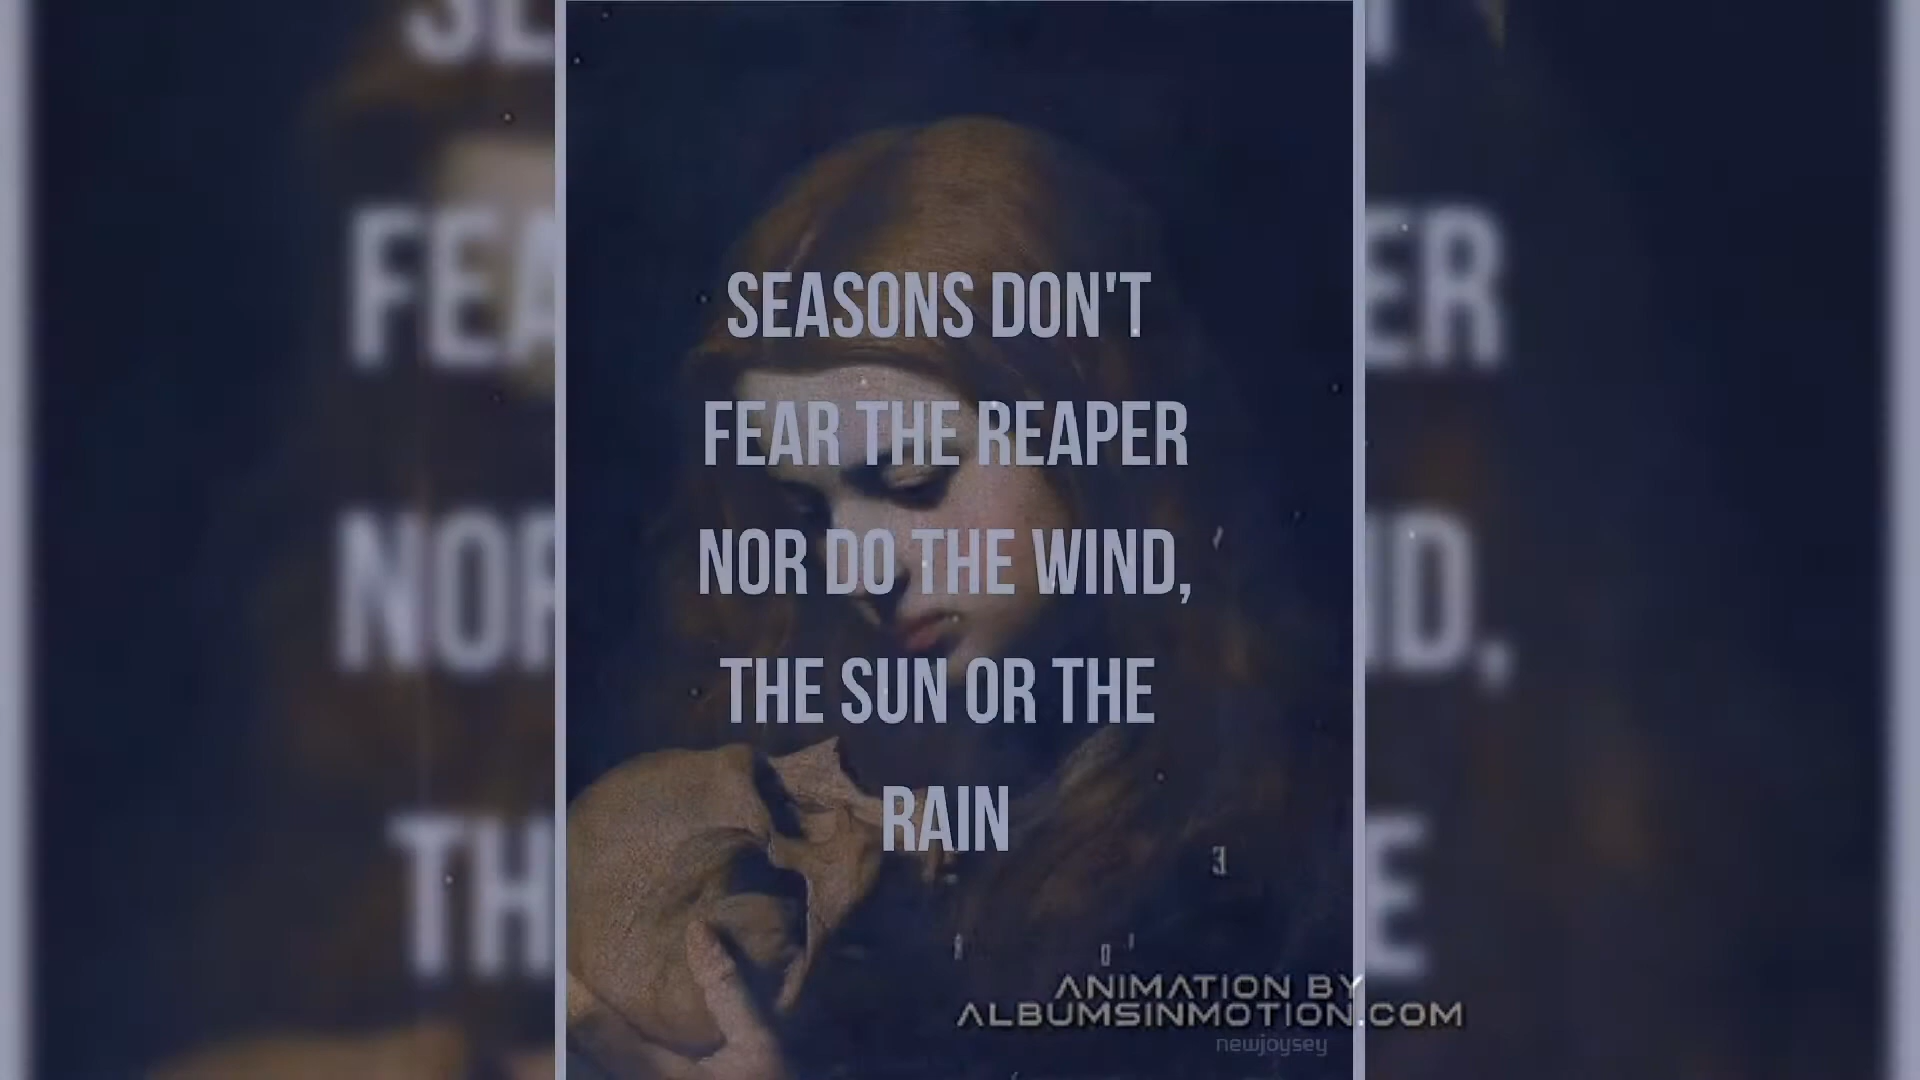 SEASONS DON'T
FEAR THE REAPER
NOR DO THE WIND,
THE SUN OR THE
RAIN
ANIMATION BY
ALBUMSINMOTION.COM
newjoysey